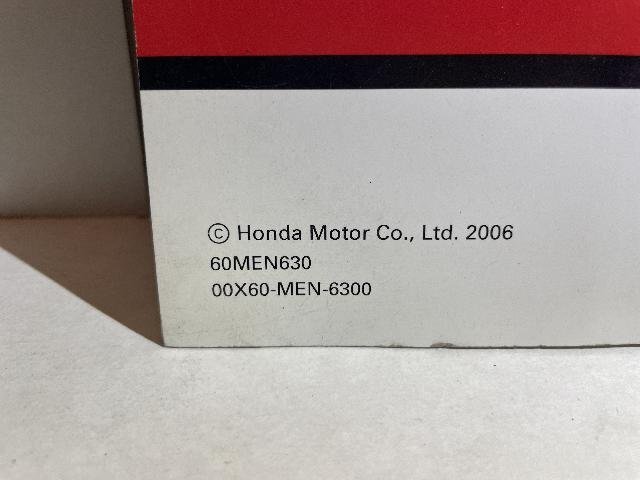 © Honda Motor Co., Ltd. 2006
60MEN630
00X60-MEN-6300